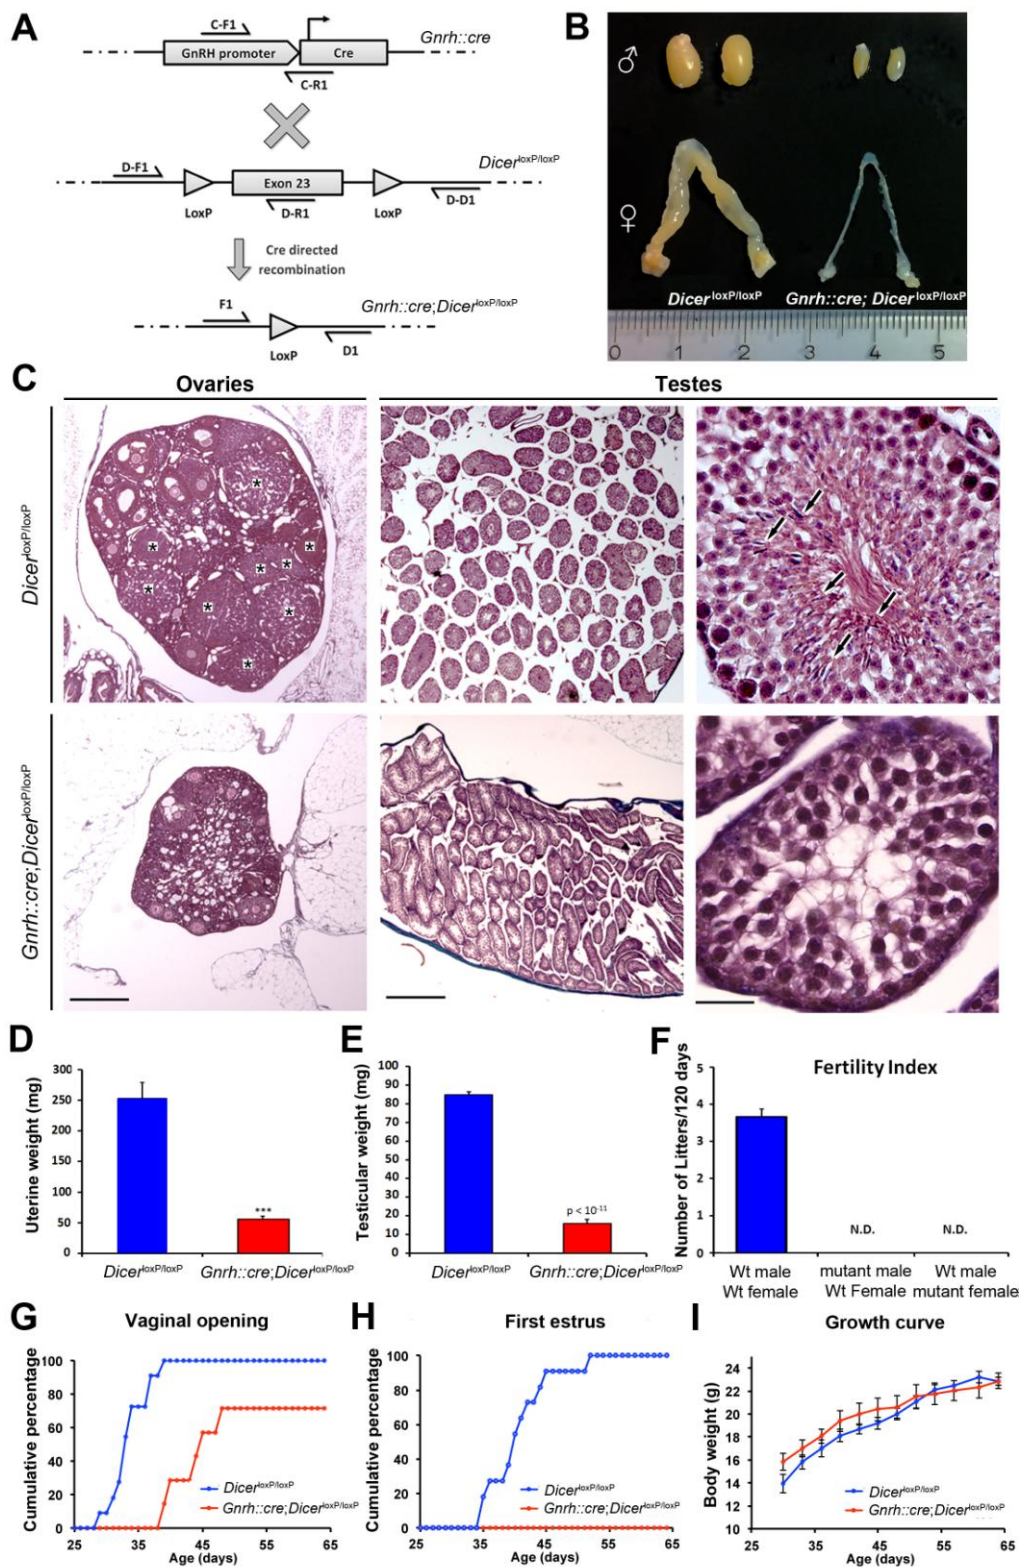 A
C-F1
Gnrh::cre
GnRH promoter
Cre
C-R1
D-F1
Dicer^loxP/loxP
Exon 23
LoxP
D-R1
LoxP
D-D1
Cre directed
recombination
F1
Gnrh::cre;Dicer^loxP/loxP
LoxP
D1
B
♂
♀
Dicer^loxP/loxP
Gnrh::cre; Dicer^loxP/loxP
0 1 2 3 4 5
C
Ovaries
Testes
Dicer^loxP/loxP
* * * * * * * * *
Gnrh::cre;Dicer^loxP/loxP
D
Uterine weight (mg)
300
250
200
150
100
50
0
***
Dicer^loxP/loxP
Gnrh::cre;Dicer^loxP/loxP
E
Testicular weight (mg)
100
90
80
70
60
50
40
30
20
10
0
p < 10^-11
Dicer^loxP/loxP
Gnrh::cre;Dicer^loxP/loxP
F
Fertility Index
Number of Litters/120 days
5
4
3
2
1
0
N.D.
N.D.
Wt male
Wt female
mutant male
Wt Female
Wt male
mutant female
G
Vaginal opening
Cumulative percentage
100
80
60
40
20
0
Dicer^loxP/loxP
Gnrh::cre;Dicer^loxP/loxP
25 35 45 55 65
Age (days)
H
First estrus
Cumulative percentage
100
80
60
40
20
0
Dicer^loxP/loxP
Gnrh::cre;Dicer^loxP/loxP
25 35 45 55 65
Age (days)
I
Growth curve
Body weight (g)
24
22
20
18
16
14
12
10
Dicer^loxP/loxP
Gnrh::cre;Dicer^loxP/loxP
25 35 45 55 65
Age (days)